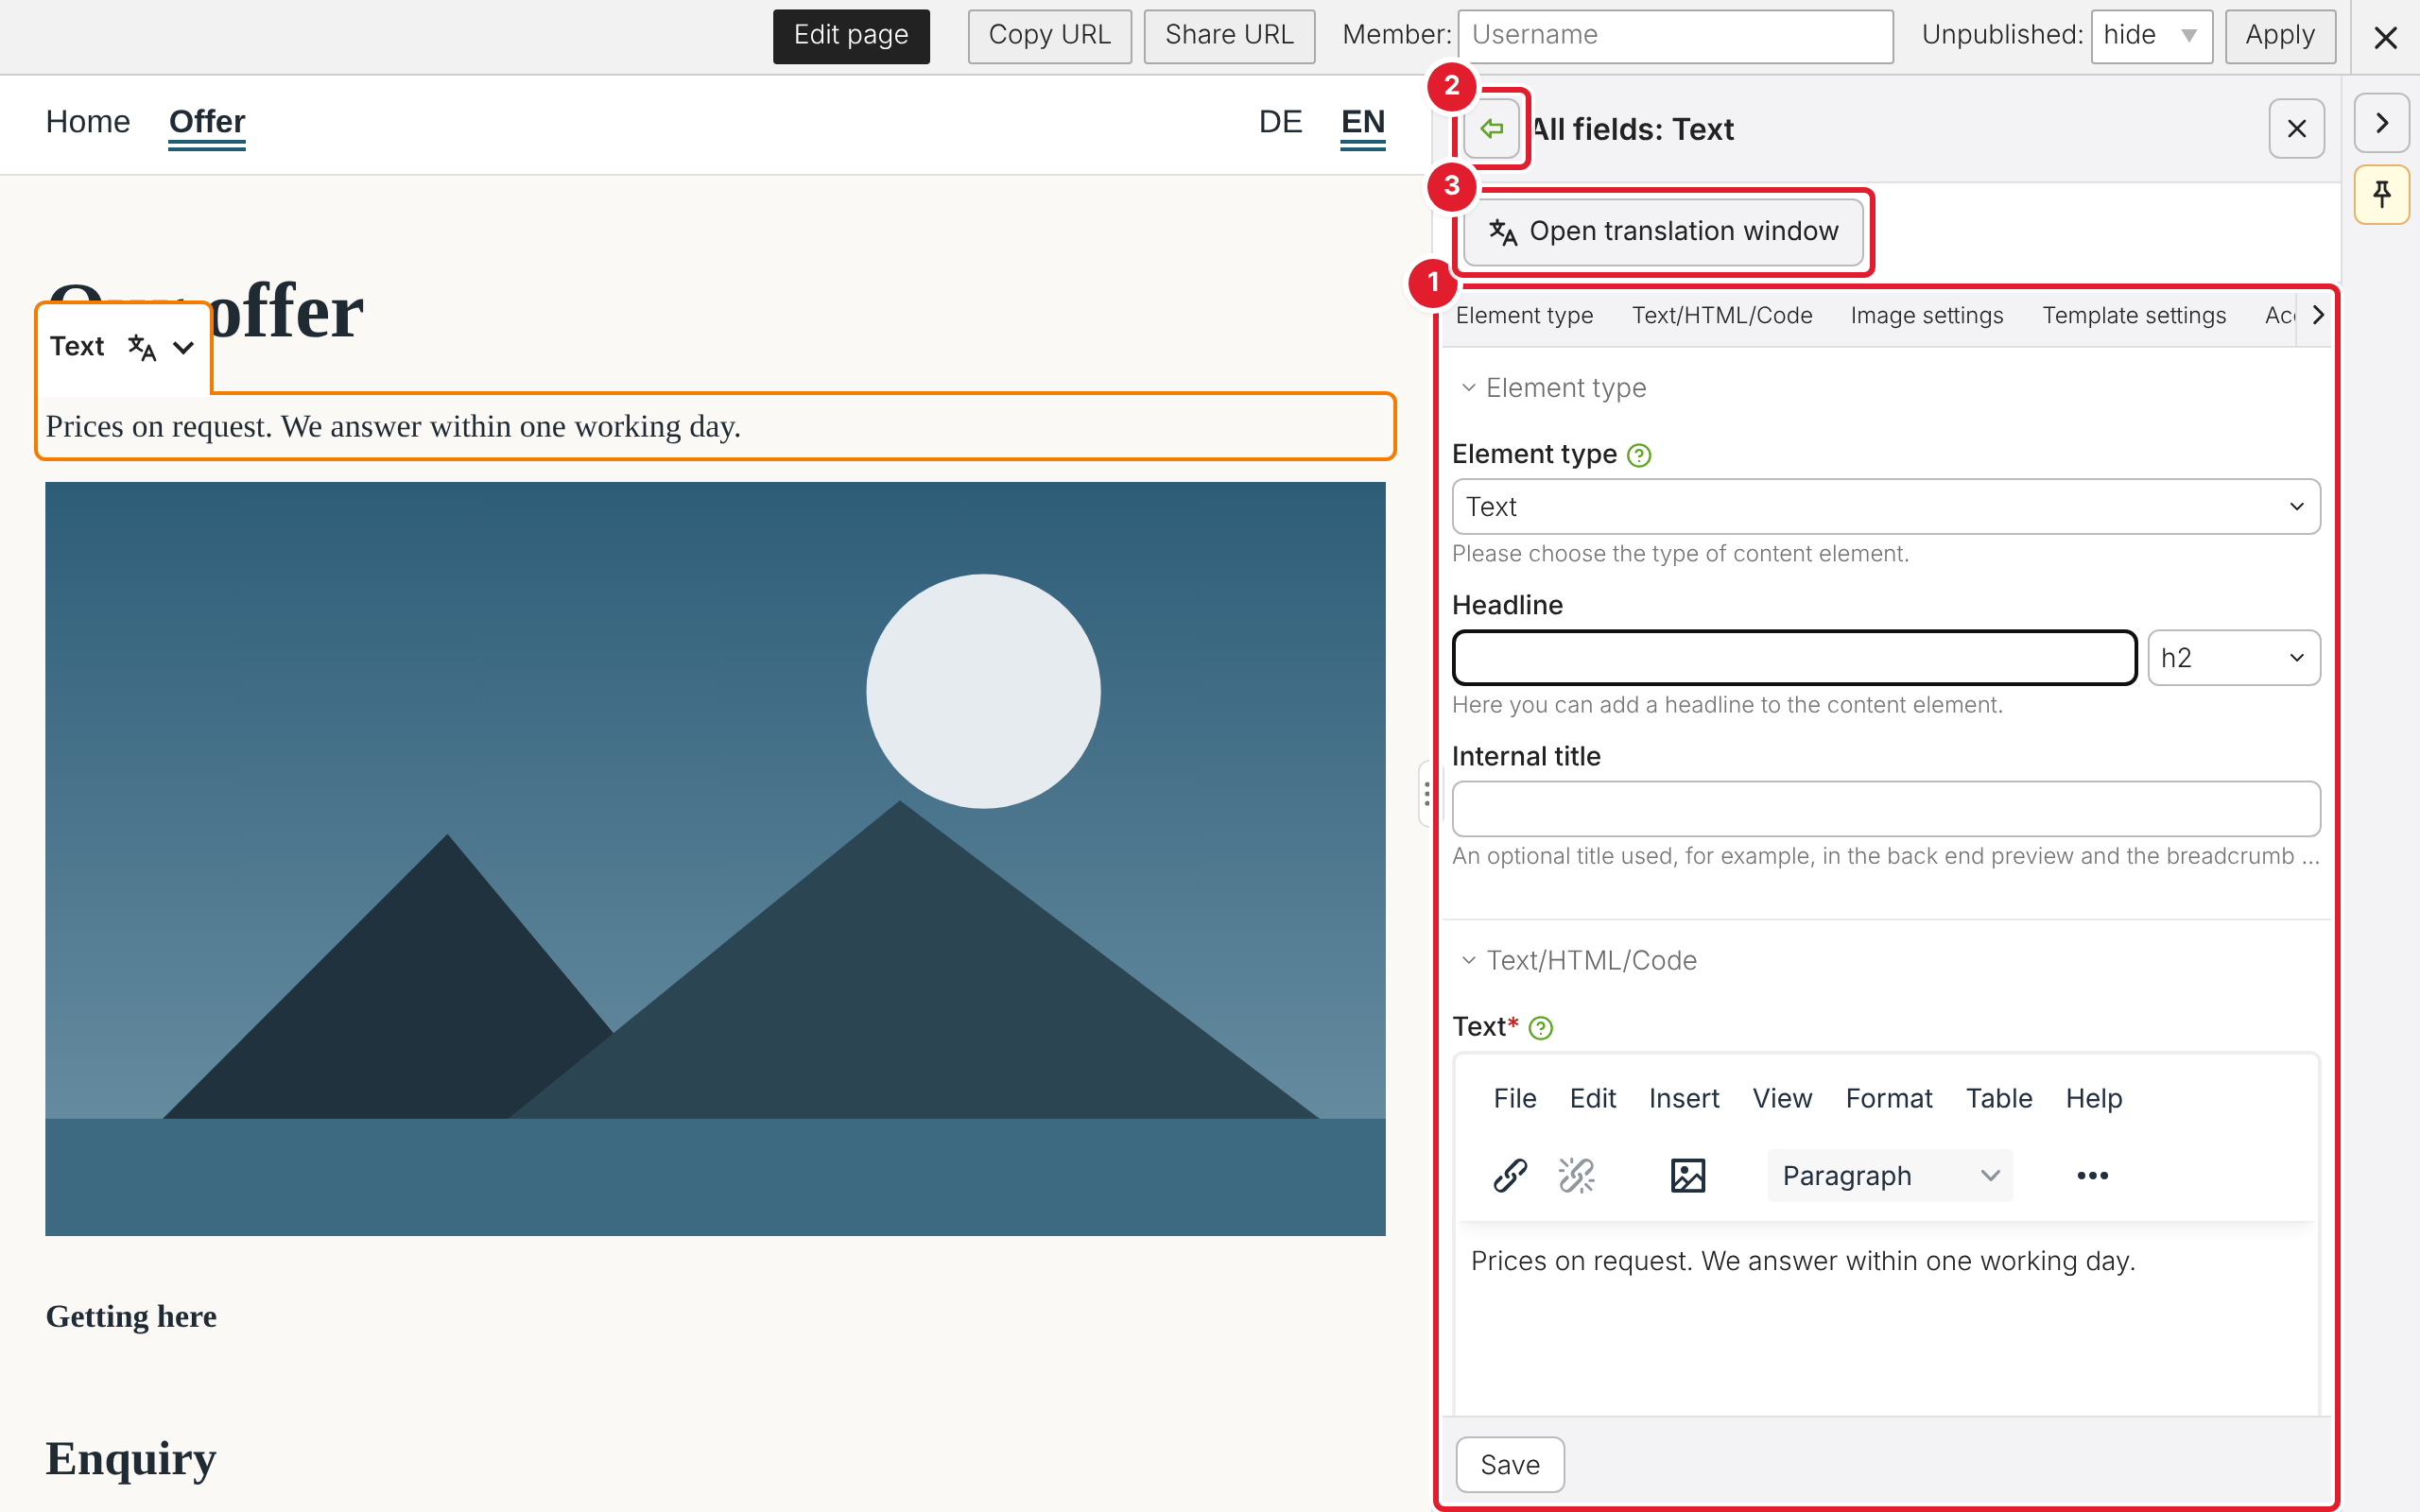 Edit page Copy URL Share URL Member: Username Unpublished: hide Apply
Home Offer DE EN
2
All fields: Text
3
Open translation window
1
Element type Text/HTML/Code Image settings Template settings Acc
Our offer
Text
Prices on request. We answer within one working day.
Element type
Element type
Text
Please choose the type of content element.
Headline
h2
Here you can add a headline to the content element.
Internal title
An optional title used, for example, in the back end preview and the breadcrumb ...
Text/HTML/Code
Text*
File Edit Insert View Format Table Help
Paragraph
Prices on request. We answer within one working day.
Getting here
Enquiry
Save